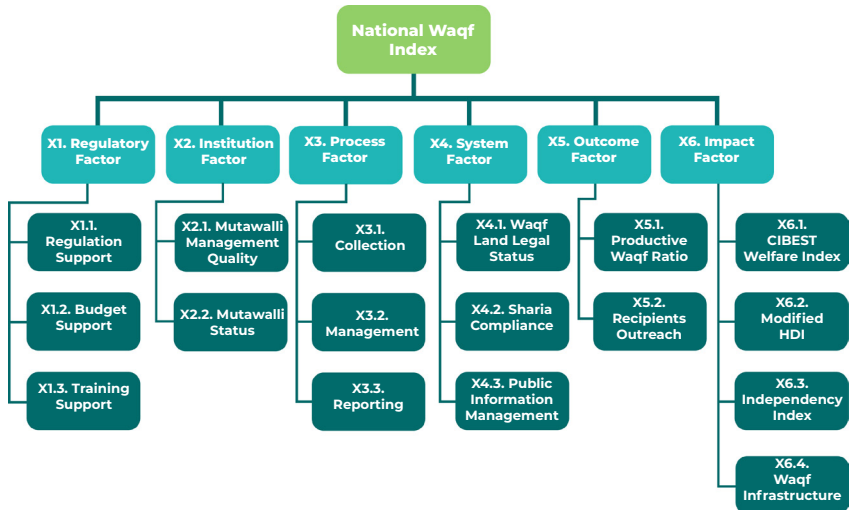 National Waqf
Index
X1. Regulatory
Factor
X2. Institution
Factor
X3. Process
Factor
X4. System
Factor
X5. Outcome
Factor
X6. Impact
Factor
X1.1.
Regulation
Support
X1.2. Budget
Support
X1.3. Training
Support
X2.1. Mutawalli
Management
Quality
X2.2. Mutawalli
Status
X3.1.
Collection
X3.2.
Management
X3.3.
Reporting
X4.1. Waqf
Land Legal
Status
X4.2. Sharia
Compliance
X4.3. Public
Information
Management
X5.1.
Productive
Waqf Ratio
X5.2.
Recipients
Outreach
X6.1.
CIBEST
Welfare Index
X6.2.
Modified
HDI
X6.3.
Independency
Index
X6.4.
Waqf
Infrastructure